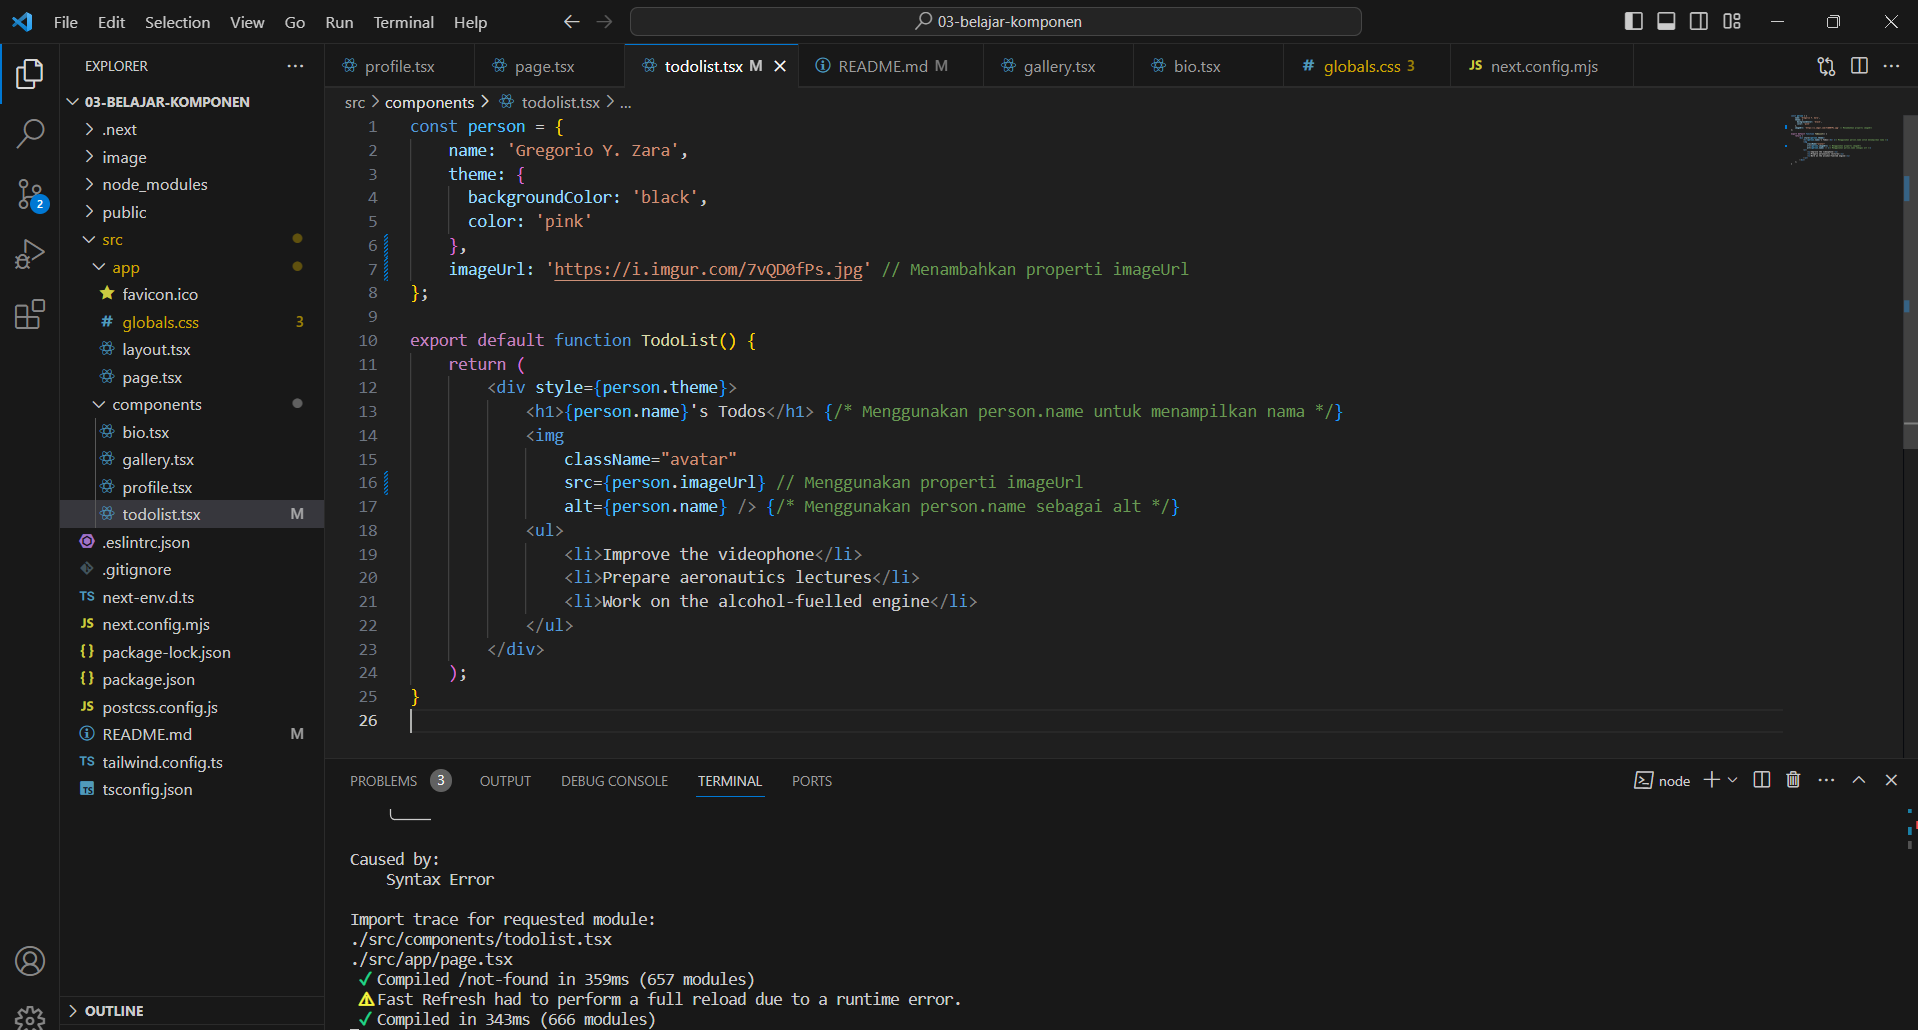 File Edit Selection View Go Run Terminal Help
03-belajar-komponen
EXPLORER
03-BELAJAR-KOMPONEN
.next
image
node_modules
public
src
app
favicon.ico
globals.css 3
layout.tsx
page.tsx
components
bio.tsx
gallery.tsx
profile.tsx
todolist.tsx M
.eslintrc.json
.gitignore
TS next-env.d.ts
JS next.config.mjs
{} package-lock.json
{} package.json
JS postcss.config.js
README.md M
TS tailwind.config.ts
TS tsconfig.json
OUTLINE
2
profile.tsx page.tsx todolist.tsx M README.md M gallery.tsx bio.tsx # globals.css 3 JS next.config.mjs
src > components > todolist.tsx > ...
1 const person = {
2 name: 'Gregorio Y. Zara',
3 theme: {
4 backgroundColor: 'black',
5 color: 'pink'
6 },
7 imageUrl: 'https://i.imgur.com/7vQD0fPs.jpg' // Menambahkan properti imageUrl
8 };
9
10 export default function TodoList() {
11 return (
12 <div style={person.theme}>
13 <h1>{person.name}'s Todos</h1> {/* Menggunakan person.name untuk menampilkan nama */}
14 <img
15 className="avatar"
16 src={person.imageUrl} // Menggunakan properti imageUrl
17 alt={person.name} /> {/* Menggunakan person.name sebagai alt */}
18 <ul>
19 <li>Improve the videophone</li>
20 <li>Prepare aeronautics lectures</li>
21 <li>Work on the alcohol-fuelled engine</li>
22 </ul>
23 </div>
24 );
25 }
26
PROBLEMS 3 OUTPUT DEBUG CONSOLE TERMINAL PORTS
node
Caused by:
Syntax Error
Import trace for requested module:
./src/components/todolist.tsx
./src/app/page.tsx
✓ Compiled /not-found in 359ms (657 modules)
⚠ Fast Refresh had to perform a full reload due to a runtime error.
✓ Compiled in 343ms (666 modules)